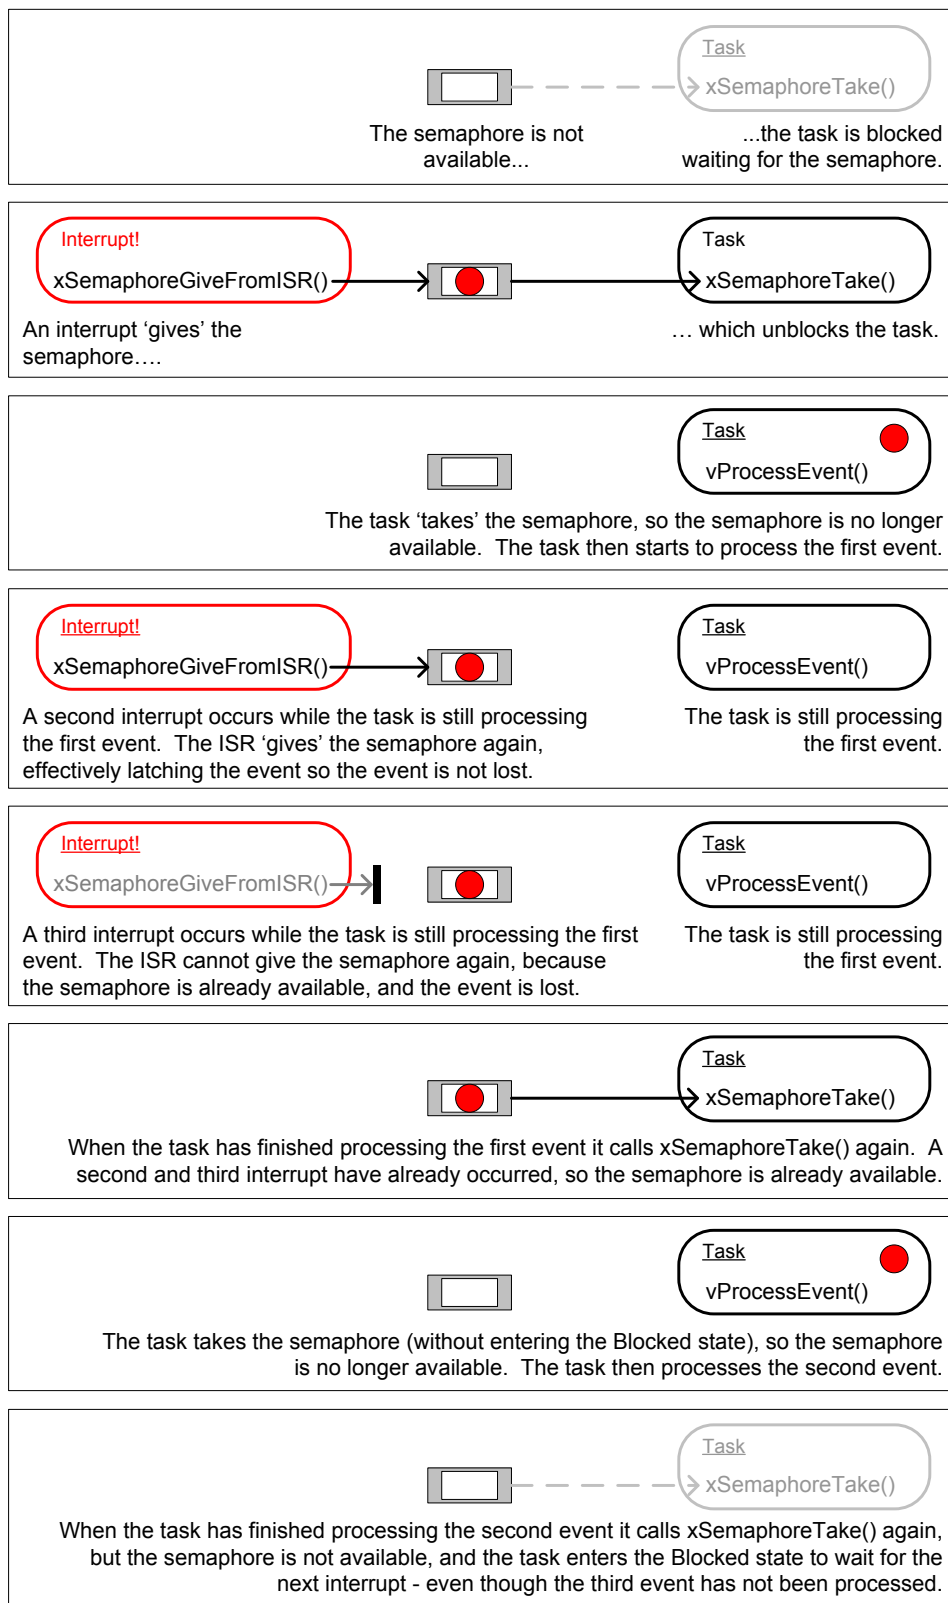 Task
xSemaphoreTake()
The semaphore is not
available...
...the task is blocked
waiting for the semaphore.
Interrupt!
xSemaphoreGiveFromISR()
Task
xSemaphoreTake()
An interrupt ‘gives’ the
semaphore….
… which unblocks the task.
Task
vProcessEvent()
The task ‘takes’ the semaphore, so the semaphore is no longer
available.  The task then starts to process the first event.
Interrupt!
xSemaphoreGiveFromISR()
Task
vProcessEvent()
A second interrupt occurs while the task is still processing
the first event.  The ISR ‘gives’ the semaphore again,
effectively latching the event so the event is not lost.
The task is still processing
the first event.
Interrupt!
xSemaphoreGiveFromISR()
Task
vProcessEvent()
A third interrupt occurs while the task is still processing the first
event.  The ISR cannot give the semaphore again, because
the semaphore is already available, and the event is lost.
The task is still processing
the first event.
Task
xSemaphoreTake()
When the task has finished processing the first event it calls xSemaphoreTake() again.  A
second and third interrupt have already occurred, so the semaphore is already available.
Task
vProcessEvent()
The task takes the semaphore (without entering the Blocked state), so the semaphore
is no longer available.  The task then processes the second event.
Task
xSemaphoreTake()
When the task has finished processing the second event it calls xSemaphoreTake() again,
but the semaphore is not available, and the task enters the Blocked state to wait for the
next interrupt - even though the third event has not been processed.